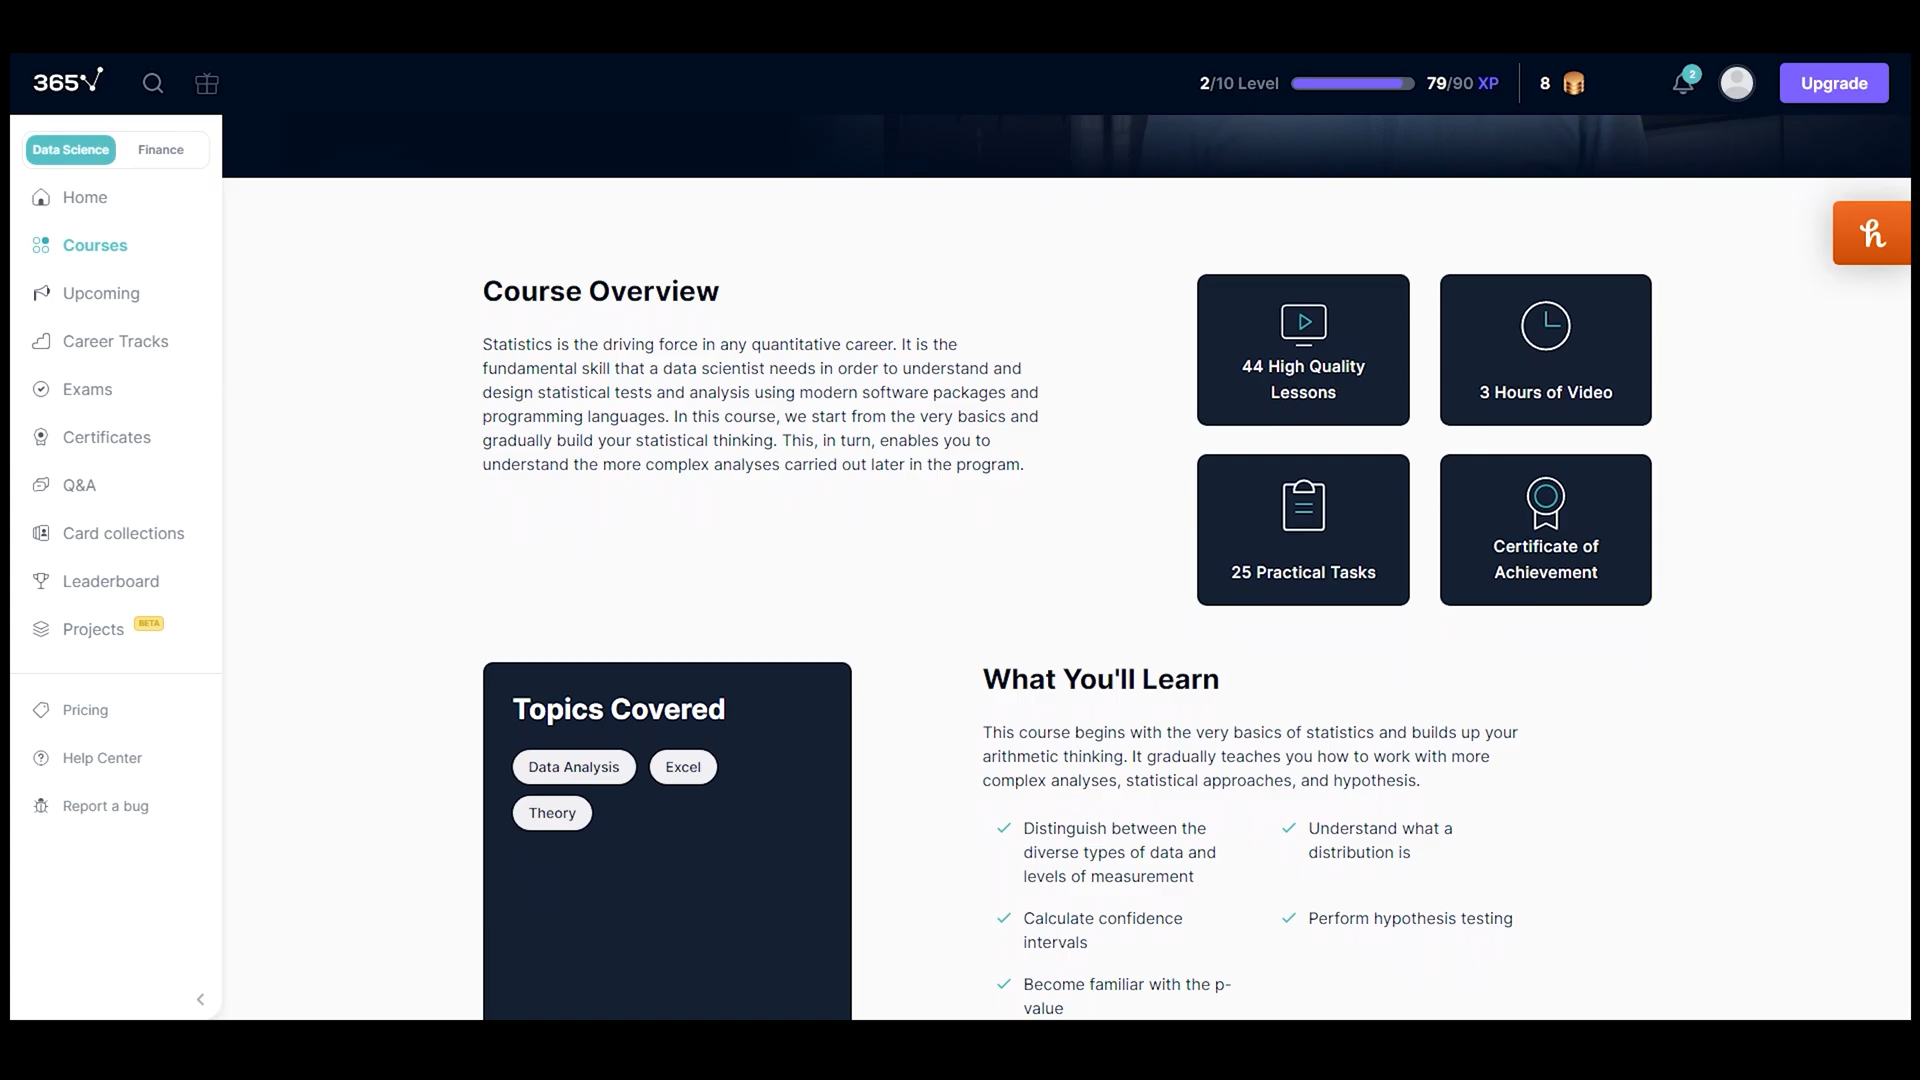 365
2/10 Level
79/90 XP
8
2
Upgrade
Data Science
Finance
Home
Courses
Upcoming
Career Tracks
Exams
Certificates
Q&A
Card collections
Leaderboard
Projects
BETA
Pricing
Help Center
Report a bug
h
Course Overview
Statistics is the driving force in any quantitative career. It is the
fundamental skill that a data scientist needs in order to understand and
design statistical tests and analysis using modern software packages and
programming languages. In this course, we start from the very basics and
gradually build your statistical thinking. This, in turn, enables you to
understand the more complex analyses carried out later in the program.
44 High Quality
Lessons
3 Hours of Video
25 Practical Tasks
Certificate of
Achievement
Topics Covered
Data Analysis
Excel
Theory
What You'll Learn
This course begins with the very basics of statistics and builds up your
arithmetic thinking. It gradually teaches you how to work with more
complex analyses, statistical approaches, and hypothesis.
Distinguish between the
diverse types of data and
levels of measurement
Understand what a
distribution is
Calculate confidence
intervals
Perform hypothesis testing
Become familiar with the p-
value